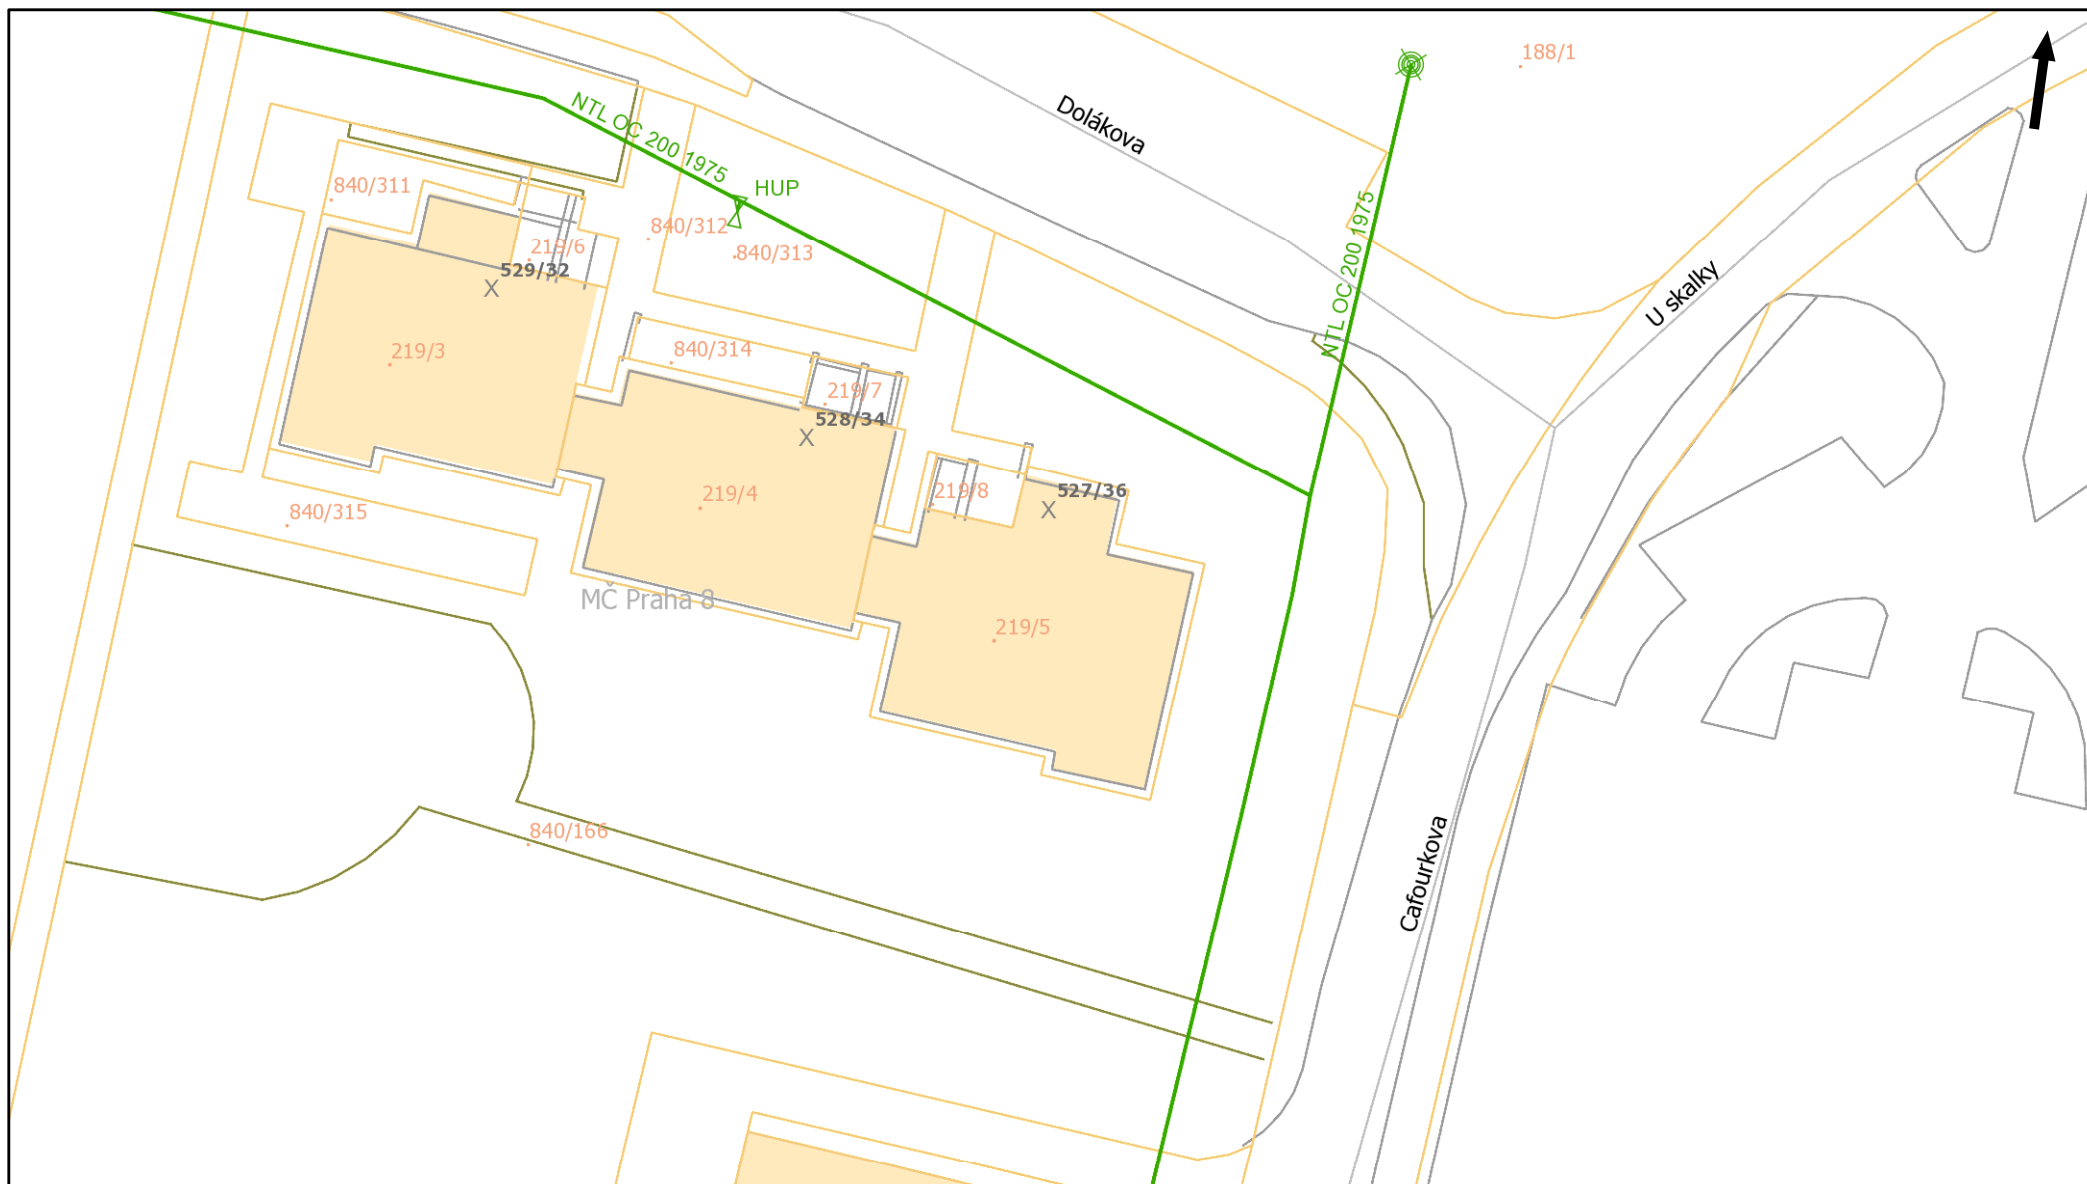 188/1
Dolákova
NTL OC 200 1975
HUP
840/311
840/312
840/313
219/6
529/32
NTL OC 200 1975
U skalky
219/3
840/314
219/7
528/34
219/8
527/36
219/4
840/315
MČ Praha 8
219/5
840/166
Cafourkova